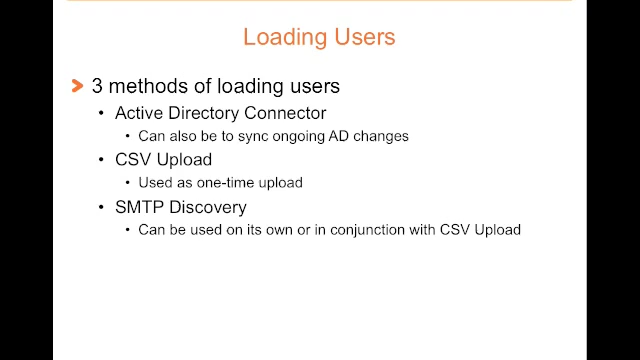 Loading Users
3 methods of loading users
• Active Directory Connector
• Can also be to sync ongoing AD changes
• CSV Upload
• Used as one-time upload
• SMTP Discovery
• Can be used on its own or in conjunction with CSV Upload